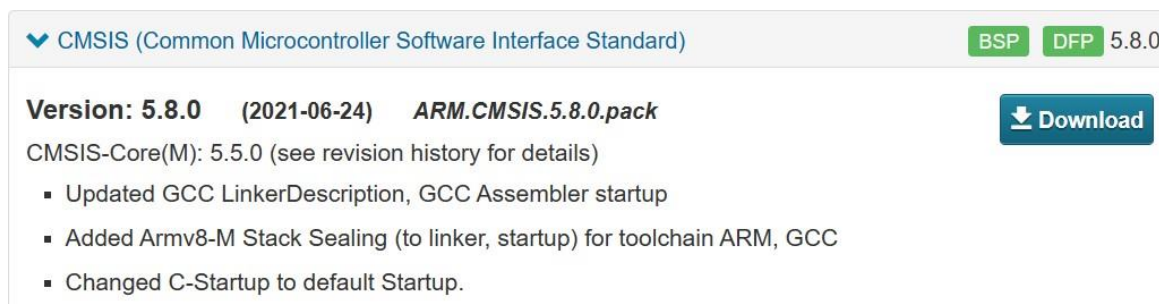 CMSIS (Common Microcontroller Software Interface Standard) BSP DFP 5.8.0
Version: 5.8.0 (2021-06-24) ARM.CMSIS.5.8.0.pack Download
CMSIS-Core(M): 5.5.0 (see revision history for details)
▪ Updated GCC LinkerDescription, GCC Assembler startup
▪ Added Armv8-M Stack Sealing (to linker, startup) for toolchain ARM, GCC
▪ Changed C-Startup to default Startup.